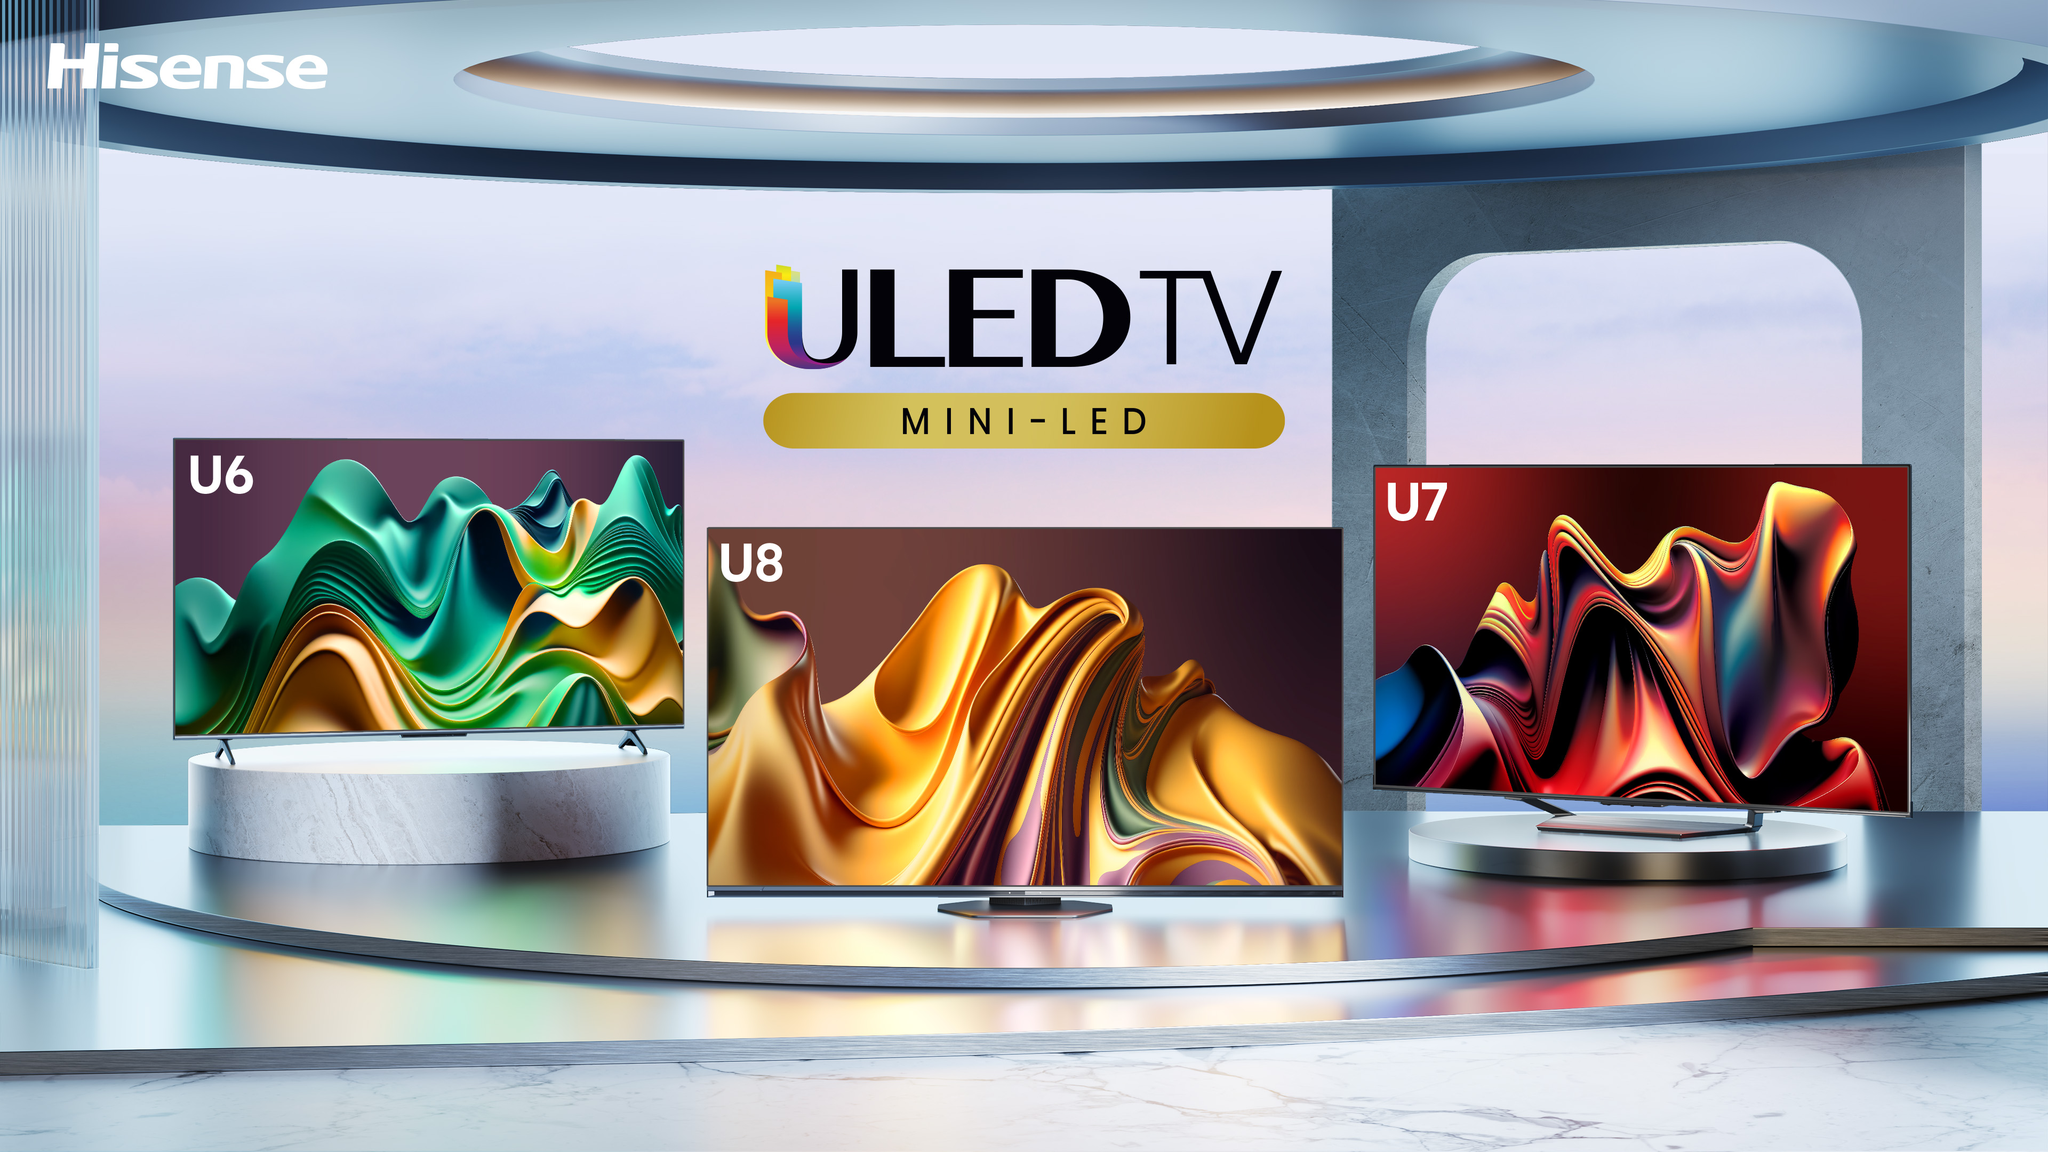 Hisense
ULED TV
MINI-LED
U6
U8
U7